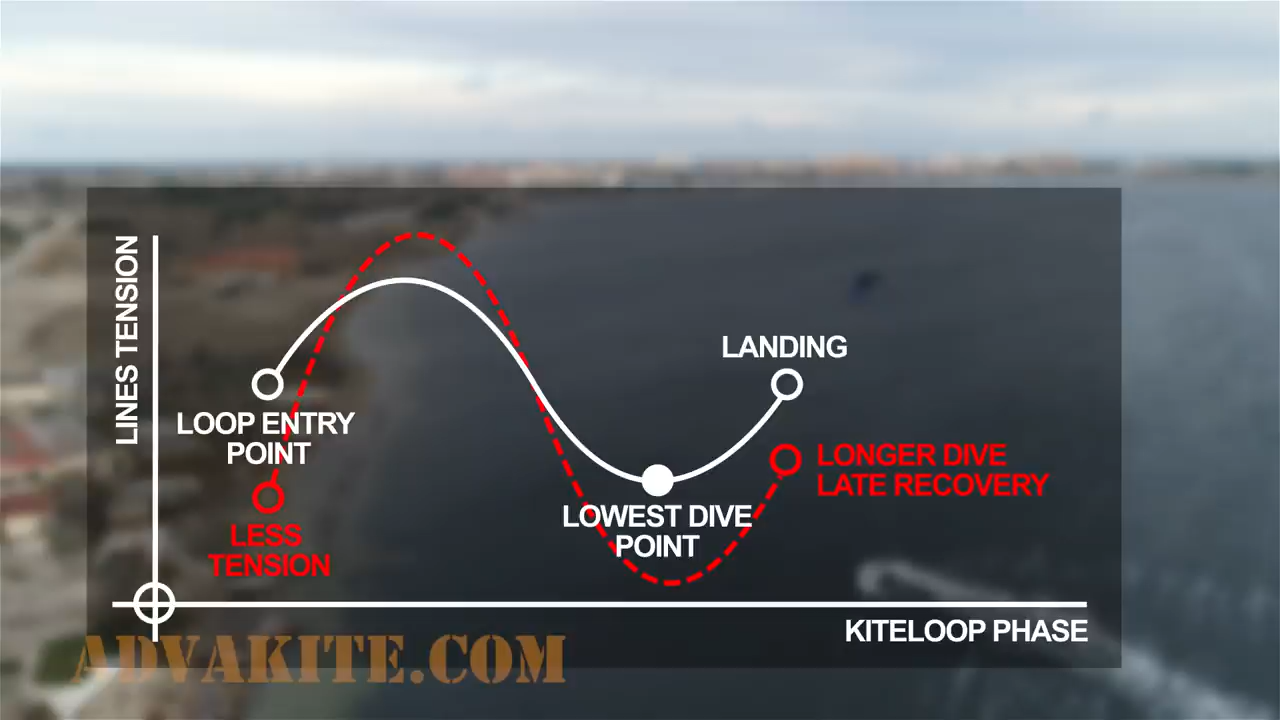 LINES TENSION
LANDING
LOOP ENTRY
POINT
LONGER DIVE
LATE RECOVERY
LESS
TENSION
LOWEST DIVE
POINT
KITELOOP PHASE
ADVAKITE.COM